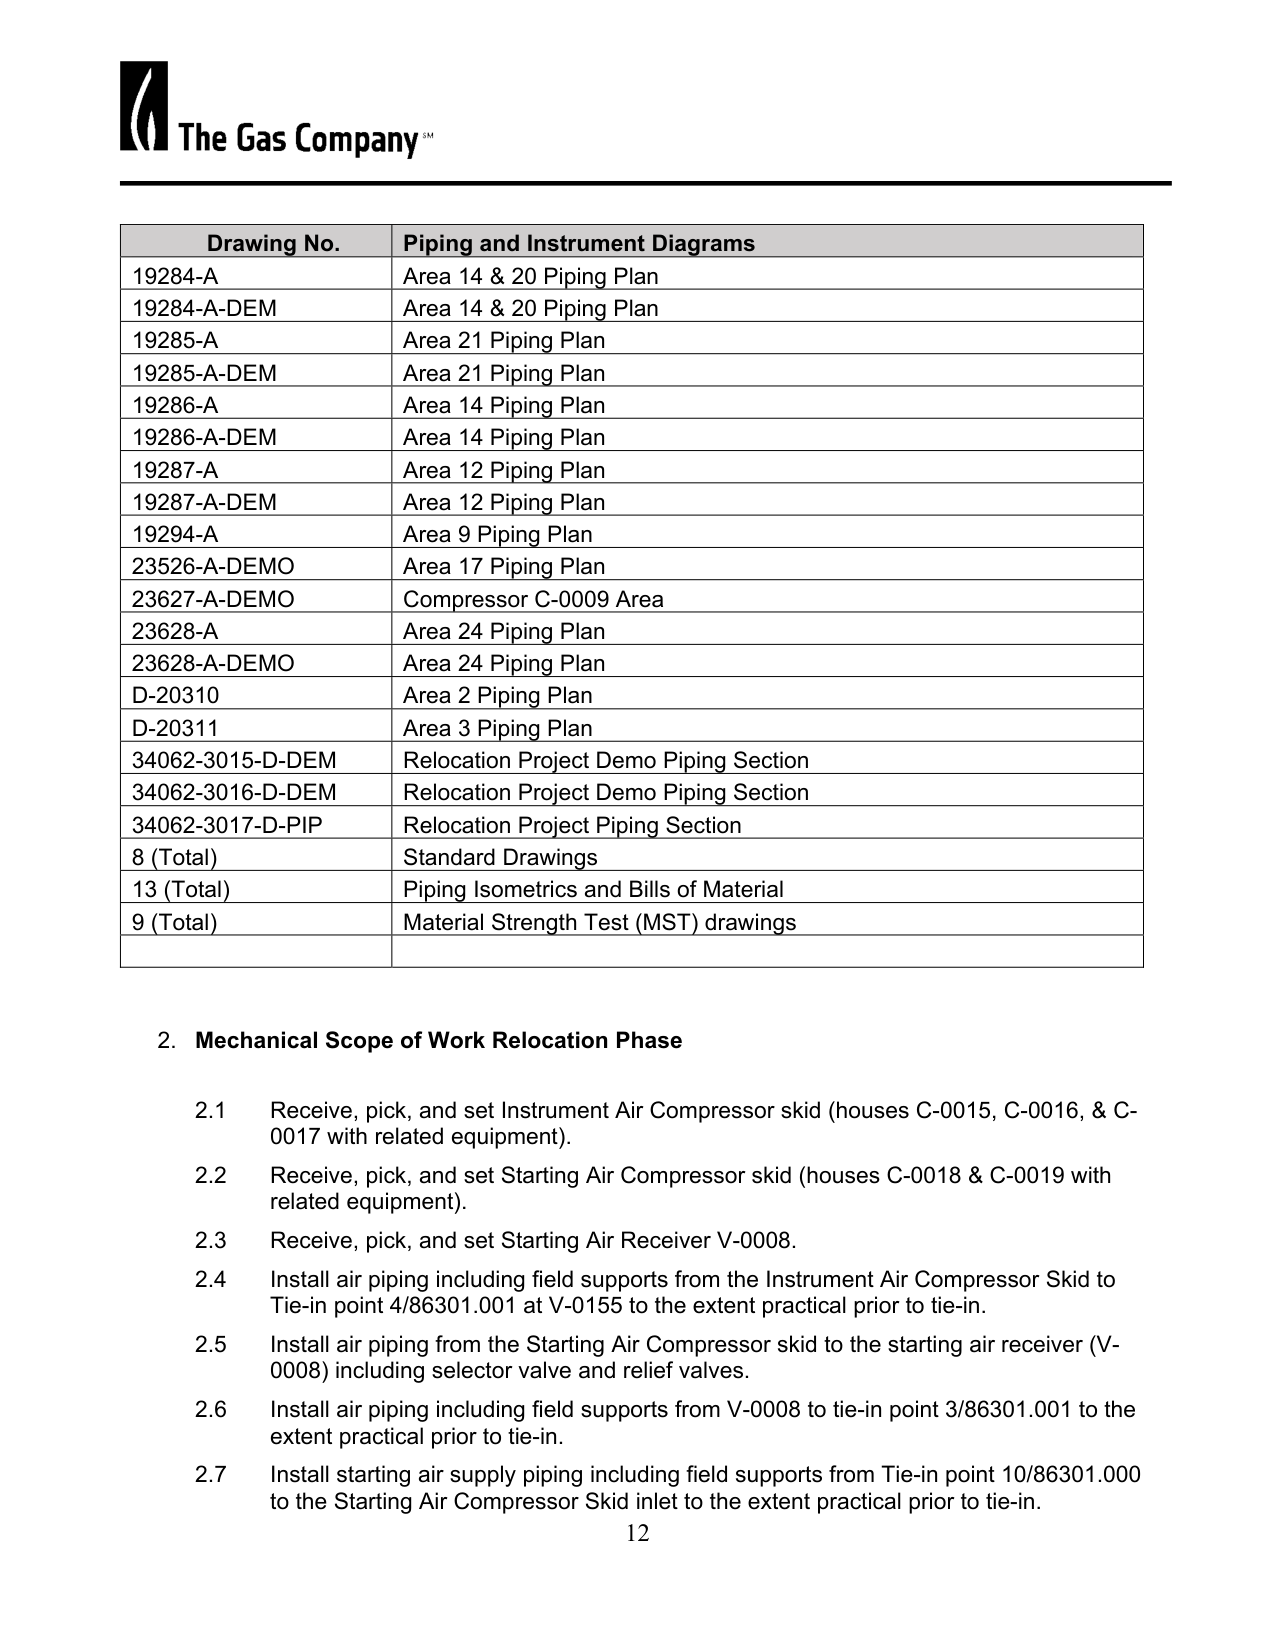 The Gas Company℠
Drawing No. Piping and Instrument Diagrams
19284-A Area 14 & 20 Piping Plan
19284-A-DEM Area 14 & 20 Piping Plan
19285-A Area 21 Piping Plan
19285-A-DEM Area 21 Piping Plan
19286-A Area 14 Piping Plan
19286-A-DEM Area 14 Piping Plan
19287-A Area 12 Piping Plan
19287-A-DEM Area 12 Piping Plan
19294-A Area 9 Piping Plan
23526-A-DEMO Area 17 Piping Plan
23627-A-DEMO Compressor C-0009 Area
23628-A Area 24 Piping Plan
23628-A-DEMO Area 24 Piping Plan
D-20310 Area 2 Piping Plan
D-20311 Area 3 Piping Plan
34062-3015-D-DEM Relocation Project Demo Piping Section
34062-3016-D-DEM Relocation Project Demo Piping Section
34062-3017-D-PIP Relocation Project Piping Section
8 (Total) Standard Drawings
13 (Total) Piping Isometrics and Bills of Material
9 (Total) Material Strength Test (MST) drawings
2. Mechanical Scope of Work Relocation Phase
2.1 Receive, pick, and set Instrument Air Compressor skid (houses C-0015, C-0016, & C-
0017 with related equipment).
2.2 Receive, pick, and set Starting Air Compressor skid (houses C-0018 & C-0019 with
related equipment).
2.3 Receive, pick, and set Starting Air Receiver V-0008.
2.4 Install air piping including field supports from the Instrument Air Compressor Skid to
Tie-in point 4/86301.001 at V-0155 to the extent practical prior to tie-in.
2.5 Install air piping from the Starting Air Compressor skid to the starting air receiver (V-
0008) including selector valve and relief valves.
2.6 Install air piping including field supports from V-0008 to tie-in point 3/86301.001 to the
extent practical prior to tie-in.
2.7 Install starting air supply piping including field supports from Tie-in point 10/86301.000
to the Starting Air Compressor Skid inlet to the extent practical prior to tie-in.
12